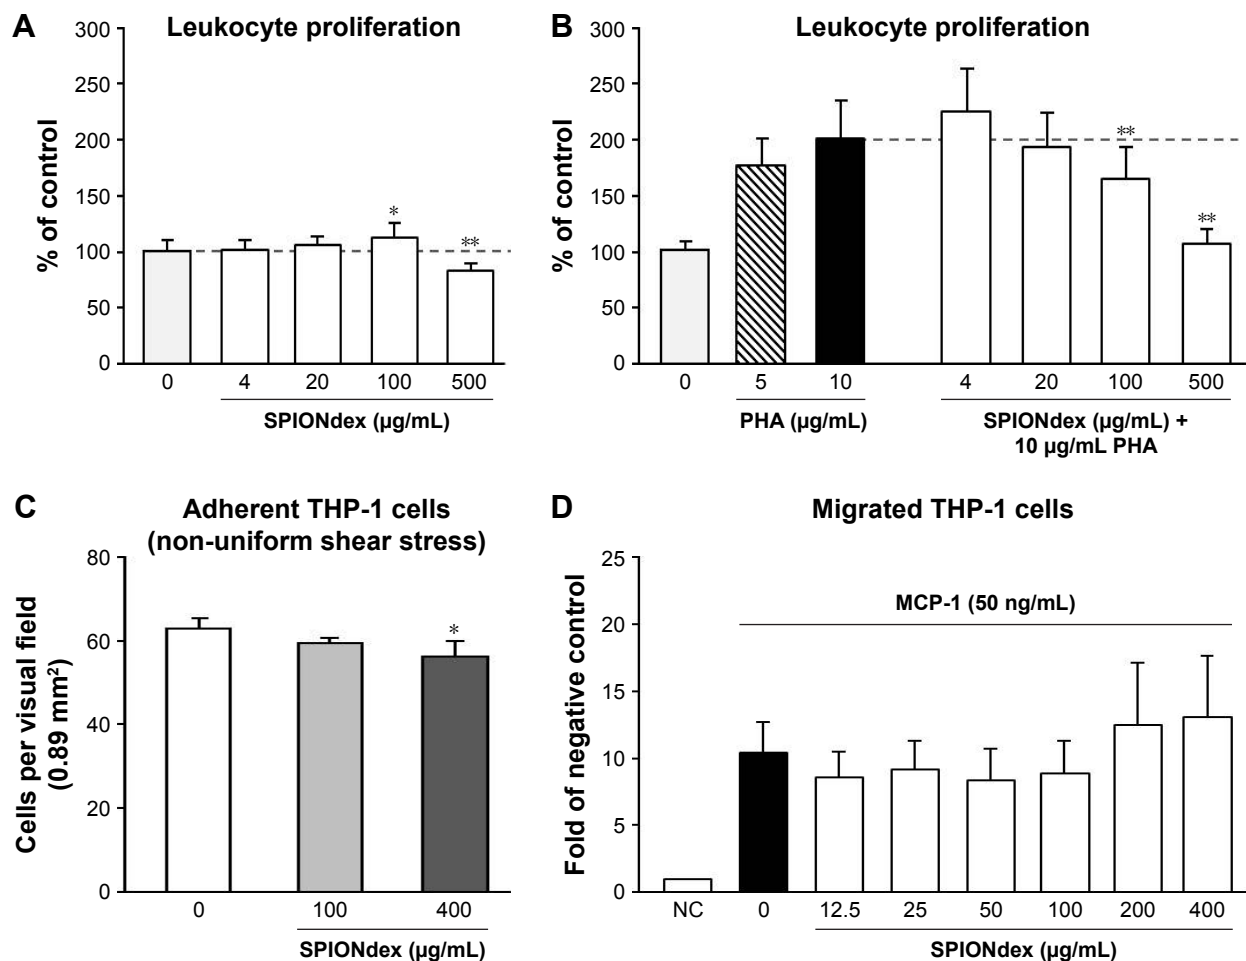 A
Leukocyte proliferation
% of control
300
250
200
150
100
50
0
*
**
0 4 20 100 500
SPIONdex (µg/mL)
B
Leukocyte proliferation
% of control
300
250
200
150
100
50
0
**
**
0 5 10 4 20 100 500
PHA (µg/mL)
SPIONdex (µg/mL) +
10 µg/mL PHA
C
Adherent THP-1 cells
(non-uniform shear stress)
Cells per visual field
(0.89 mm²)
80
60
40
20
0
*
0 100 400
SPIONdex (µg/mL)
D
Migrated THP-1 cells
Fold of negative control
25
20
15
10
5
0
MCP-1 (50 ng/mL)
NC 0 12.5 25 50 100 200 400
SPIONdex (µg/mL)